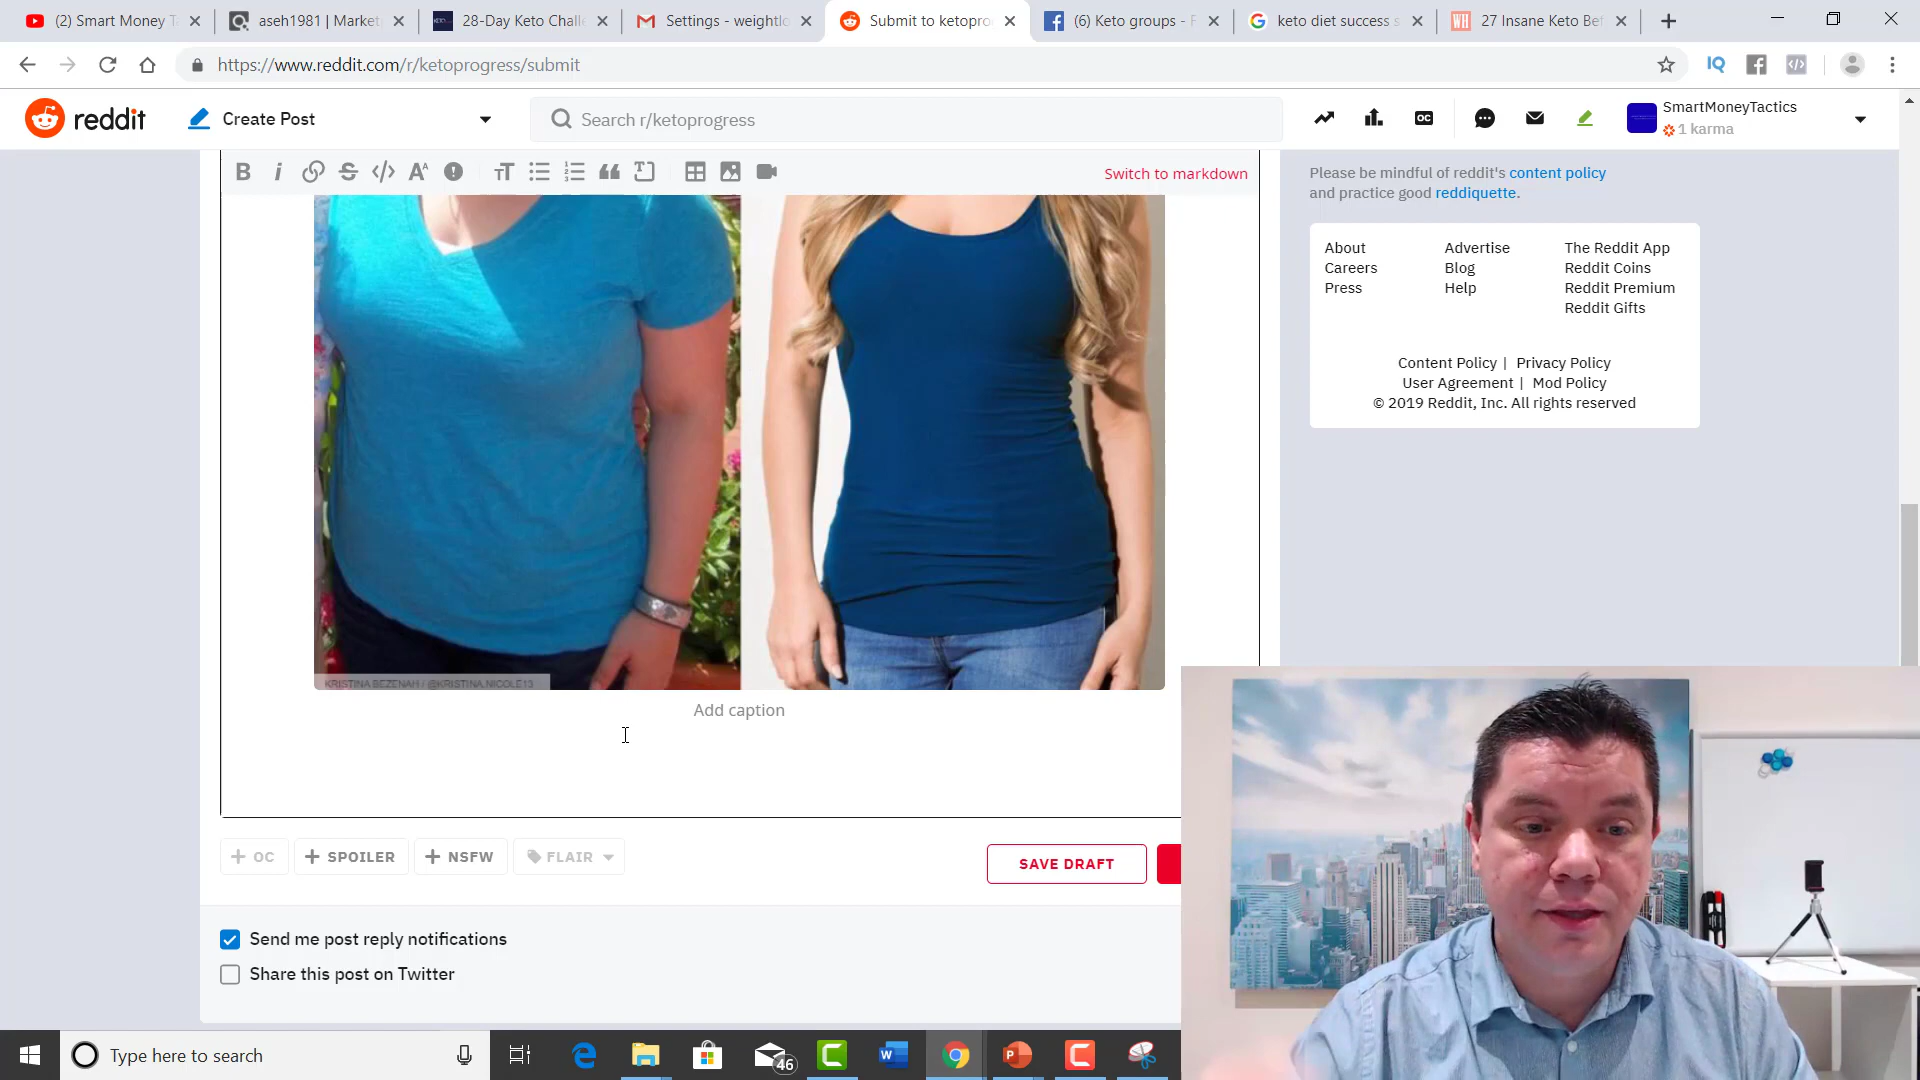 (2) Smart Money T
aseh1981 | Market
28-Day Keto Chall
Settings - weightlo
Submit to ketopro
(6) Keto groups - F
keto diet success s
27 Insane Keto Bef
https://www.reddit.com/r/ketoprogress/submit
reddit
Create Post
Search r/ketoprogress
SmartMoneyTactics
1 karma
Switch to markdown
Please be mindful of reddit's content policy
and practice good reddiquette.
About
Advertise
The Reddit App
Careers
Blog
Reddit Coins
Press
Help
Reddit Premium
Reddit Gifts
Content Policy | Privacy Policy
User Agreement | Mod Policy
© 2019 Reddit, Inc. All rights reserved
KRISTINA BEZENAH / @KRISTINA.NICOLE13
Add caption
+ OC
+ SPOILER
+ NSFW
FLAIR
SAVE DRAFT
Send me post reply notifications
Share this post on Twitter
Type here to search
46